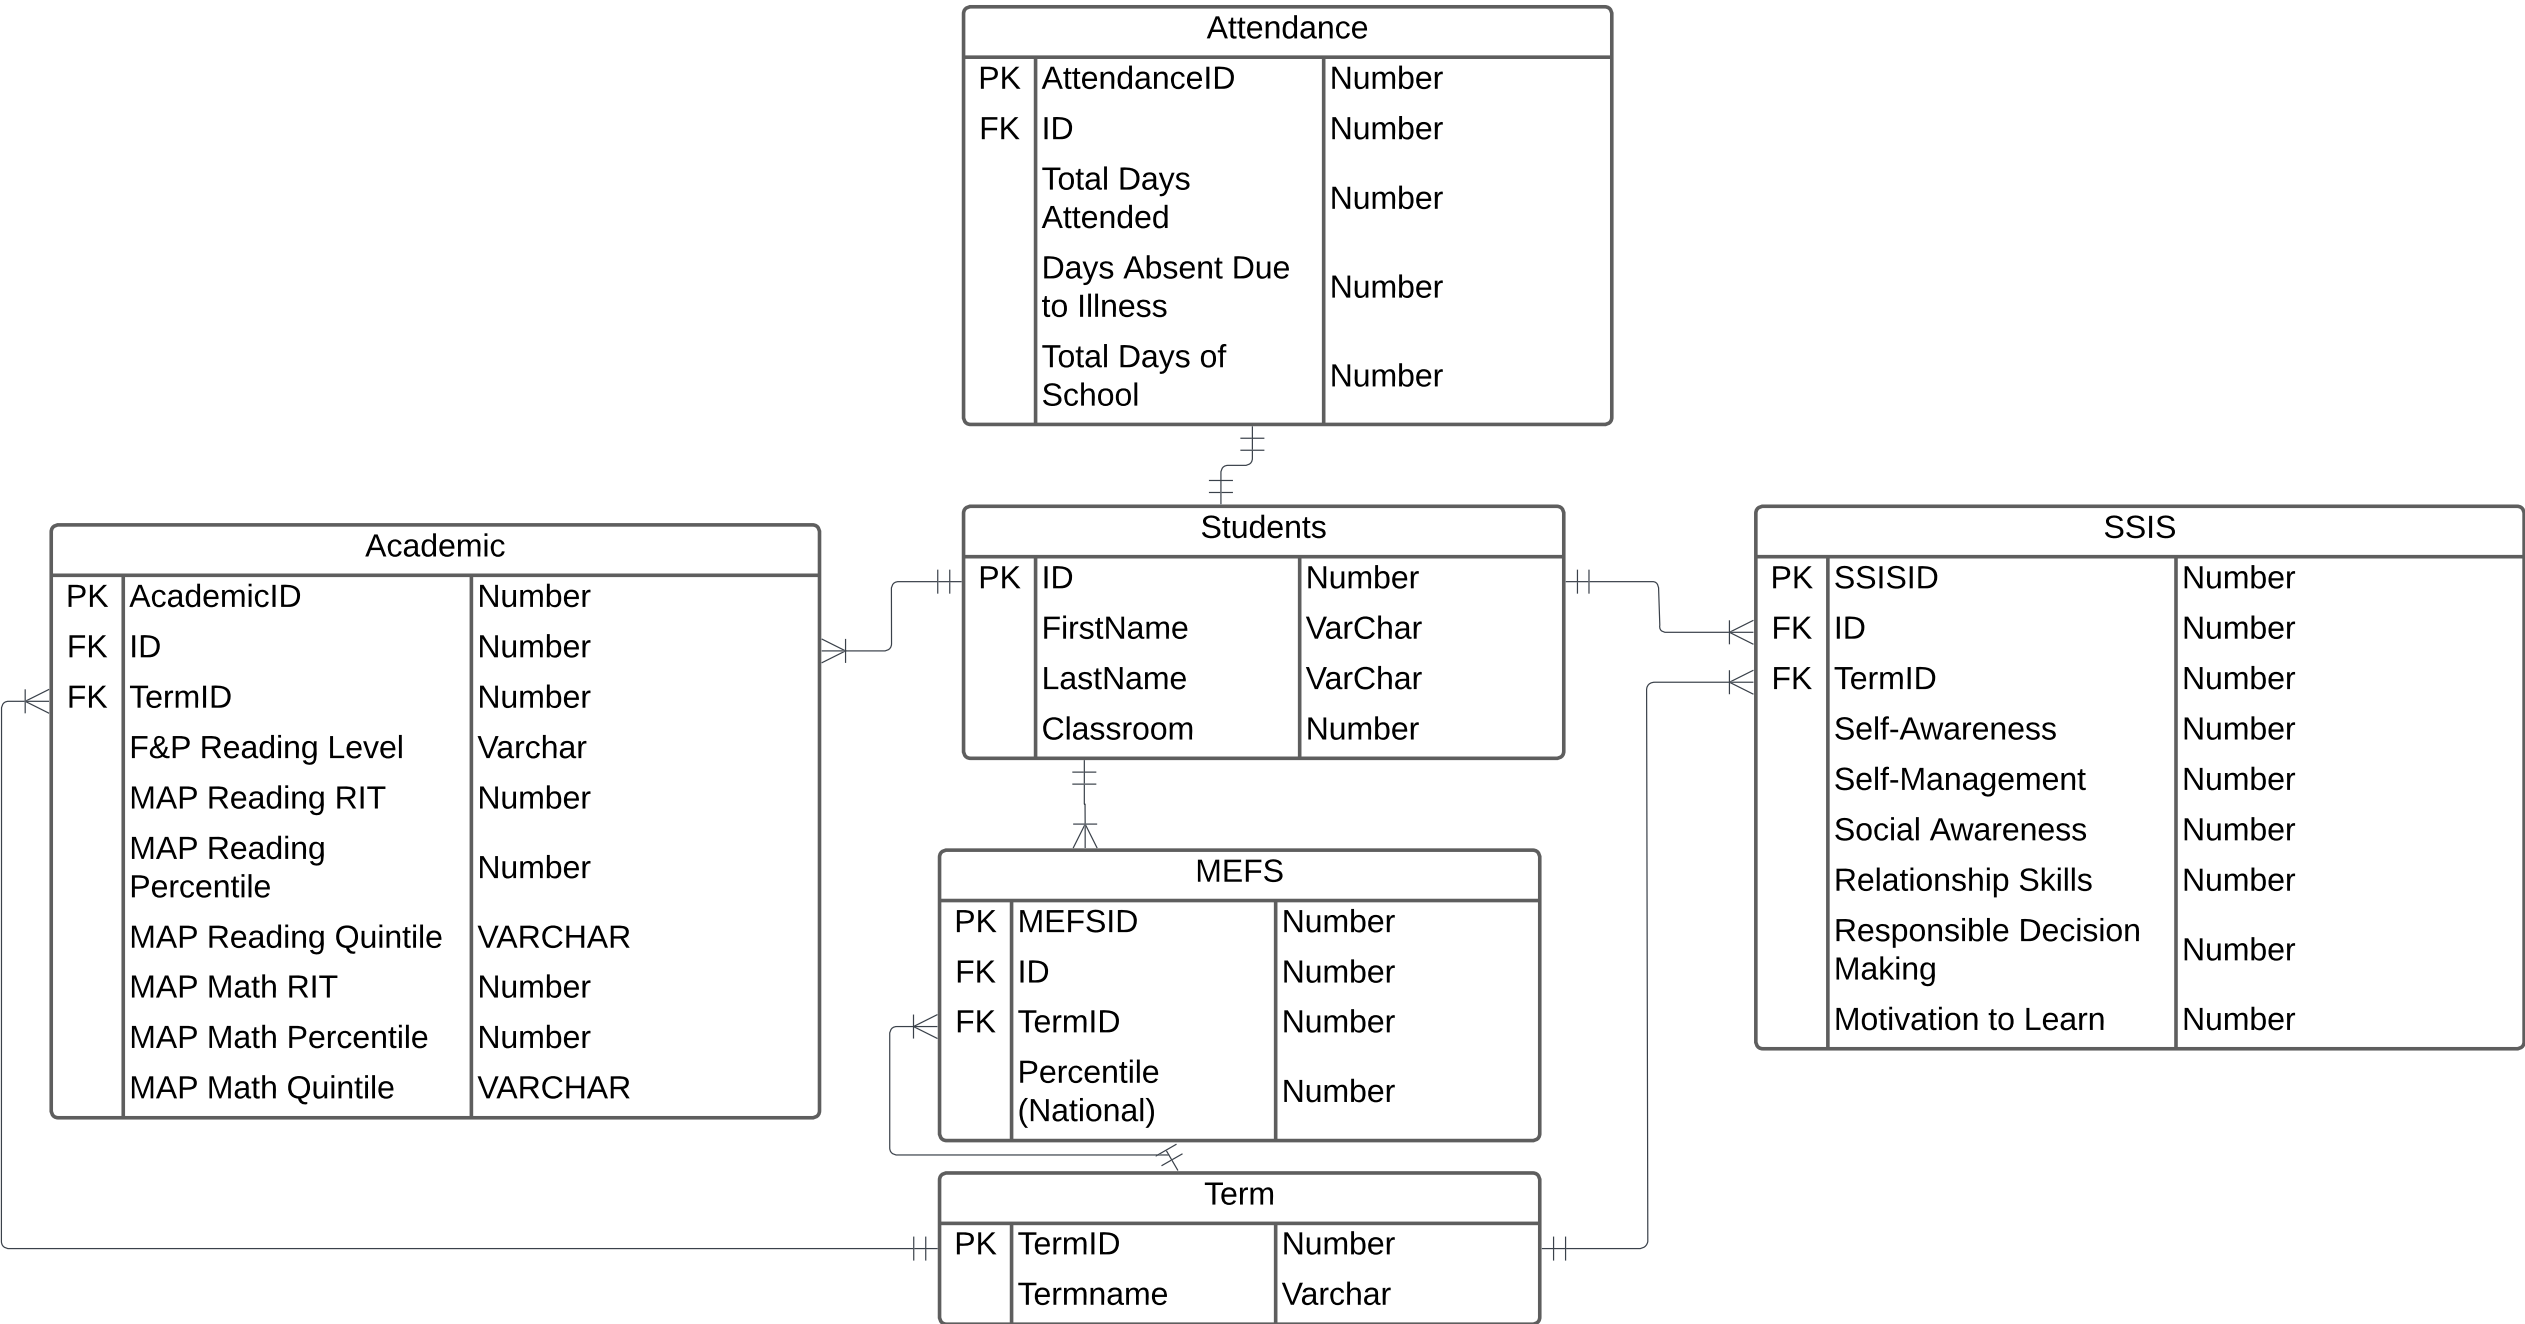 Attendance
PK AttendanceID Number
FK ID Number
Total Days
Attended
Number
Days Absent Due
to Illness
Number
Total Days of
School
Number
Academic
PK AcademicID Number
FK ID Number
FK TermID Number
F&P Reading Level Varchar
MAP Reading RIT Number
MAP Reading
Percentile
Number
MAP Reading Quintile VARCHAR
MAP Math RIT Number
MAP Math Percentile Number
MAP Math Quintile VARCHAR
Students
PK ID Number
FirstName VarChar
LastName VarChar
Classroom Number
SSIS
PK SSISID Number
FK ID Number
FK TermID Number
Self-Awareness Number
Self-Management Number
Social Awareness Number
Relationship Skills Number
Responsible Decision
Making
Number
Motivation to Learn Number
MEFS
PK MEFSID Number
FK ID Number
FK TermID Number
Percentile
(National)
Number
Term
PK TermID Number
Termname Varchar